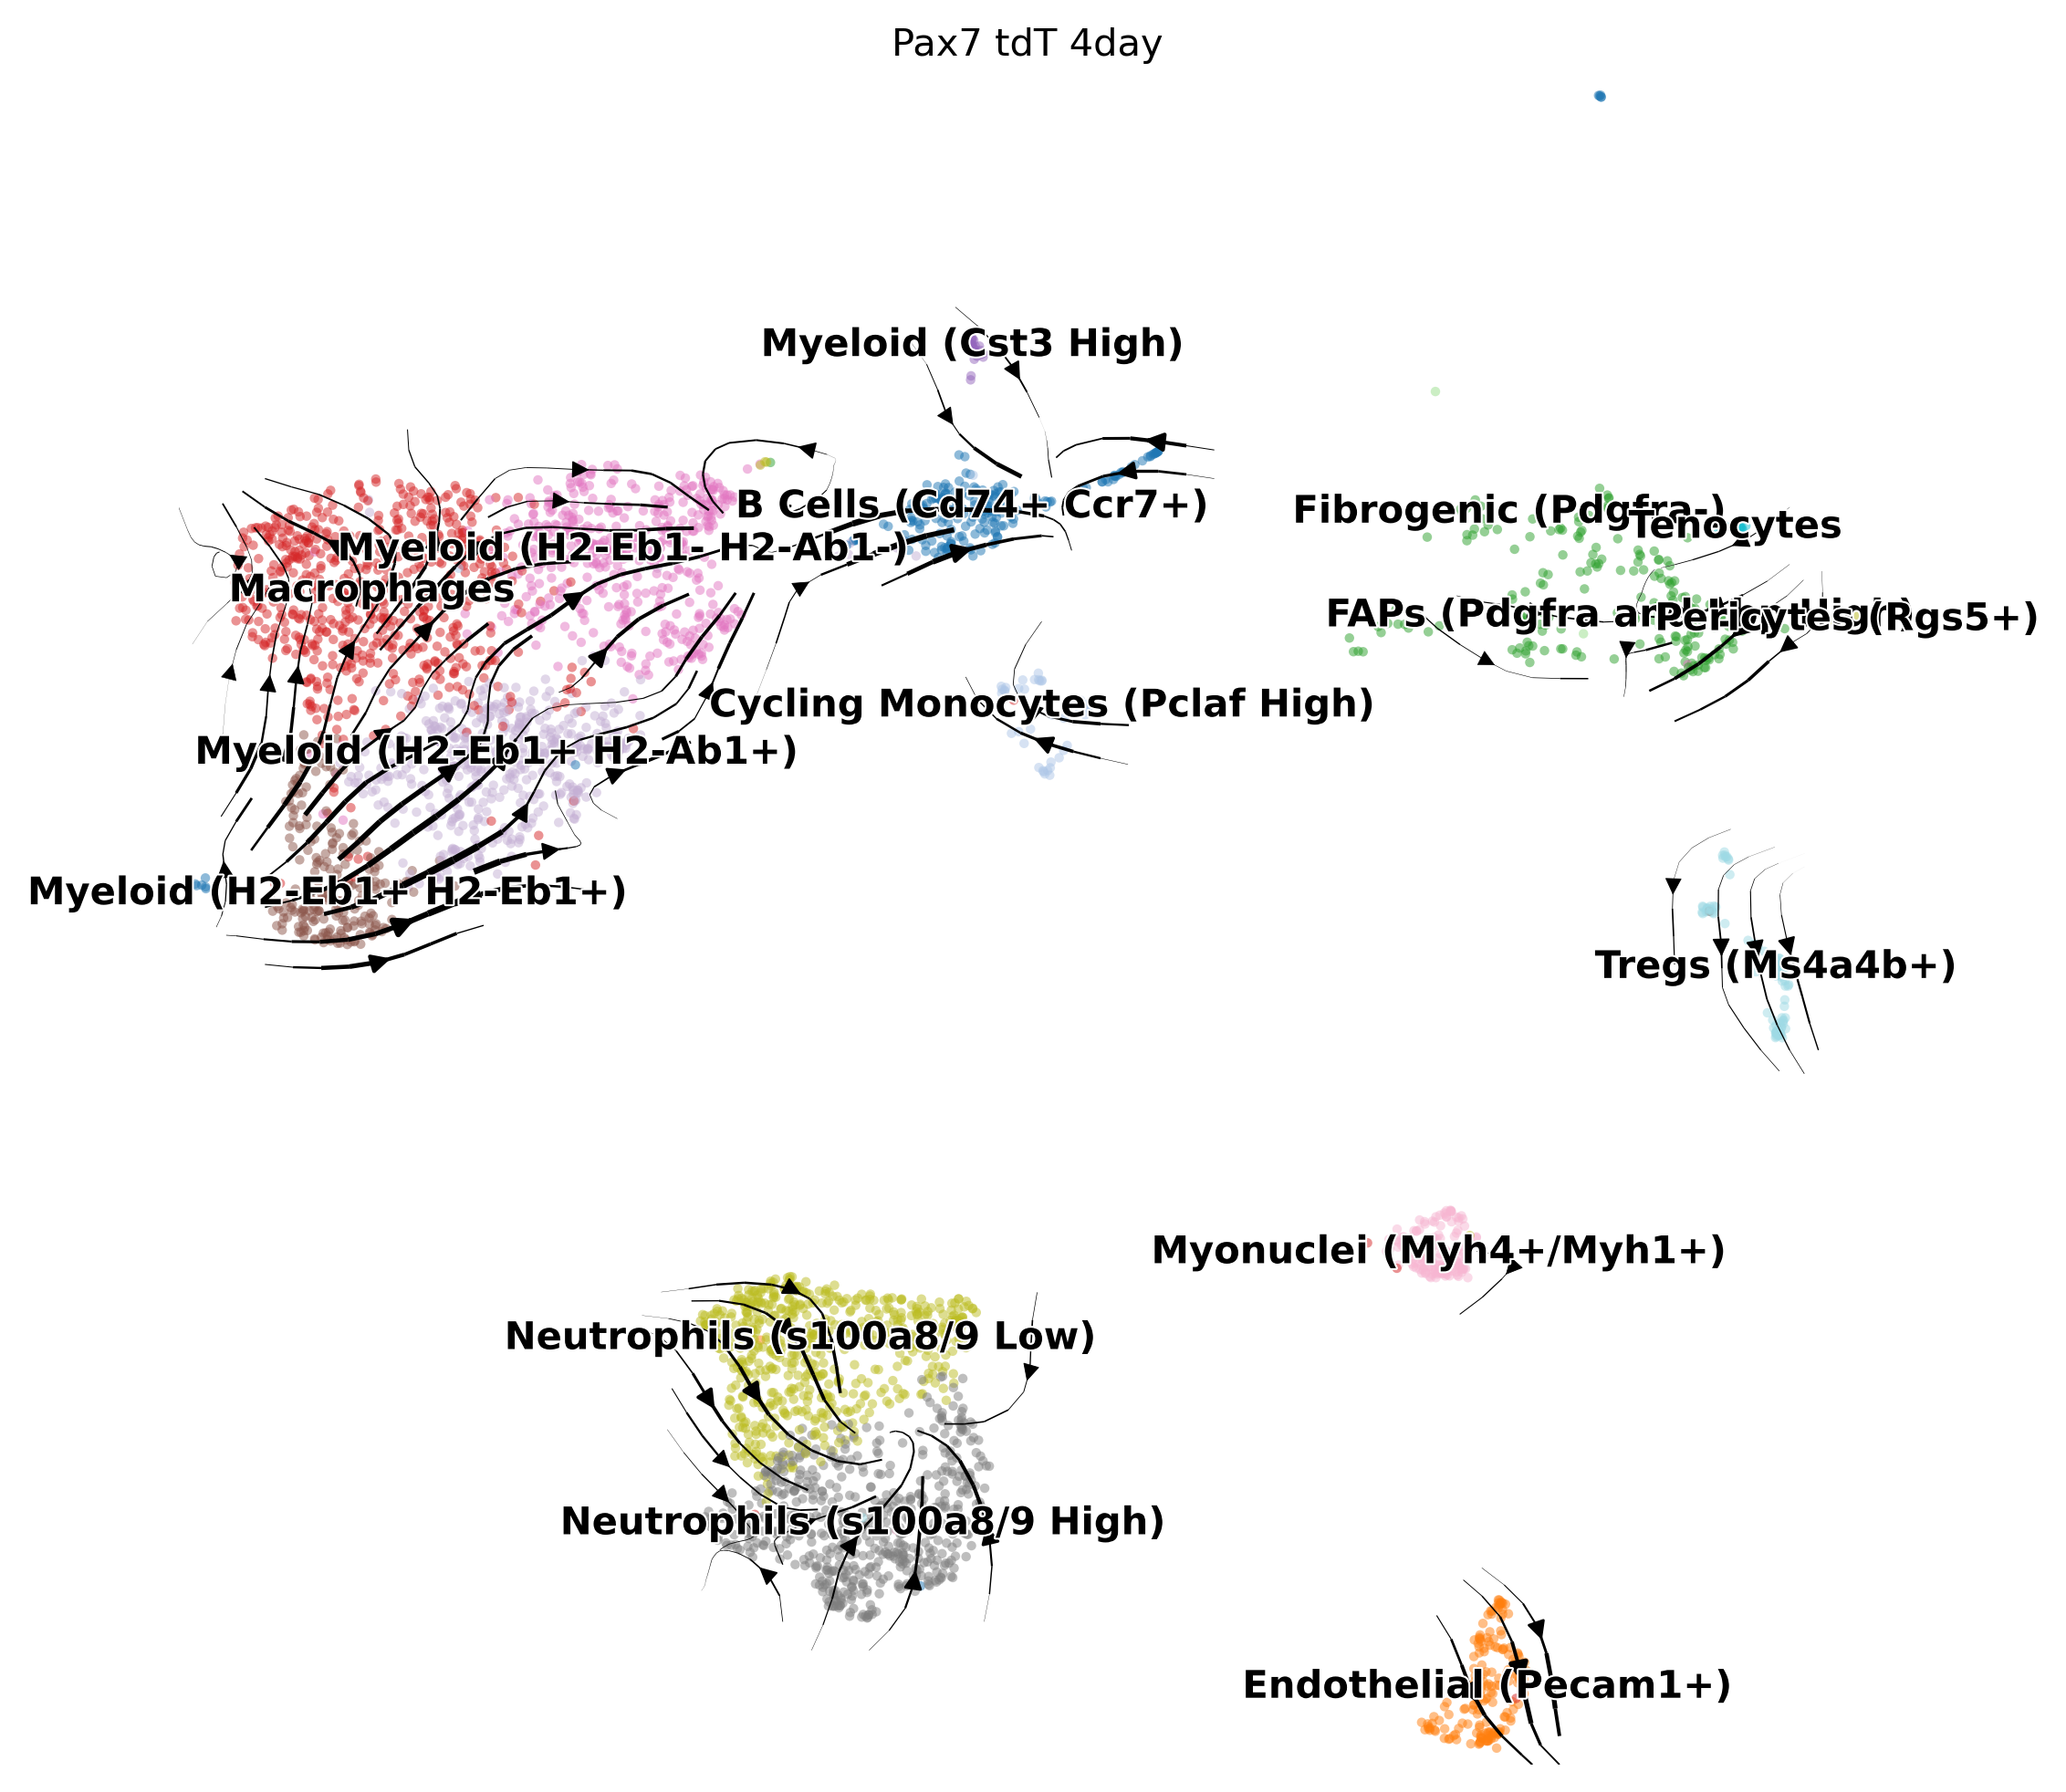 Pax7 tdT 4day
Myeloid (Cst3 High)
B Cells (Cd74+ Ccr7+)
Fibrogenic (Pdgfra-)
Tenocytes
Myeloid (H2-Eb1- H2-Ab1-)
Macrophages
FAPs (Pdgfra
Pericytes (Rgs5+)
Cycling Monocytes (Pclaf High)
Myeloid (H2-Eb1+ H2-Ab1+)
Myeloid (H2-Eb1+ H2-Eb1+)
Tregs (Ms4a4b+)
Myonuclei (Myh4+/Myh1+)
Neutrophils (s100a8/9 Low)
Neutrophils (s100a8/9 High)
Endothelial (Pecam1+)